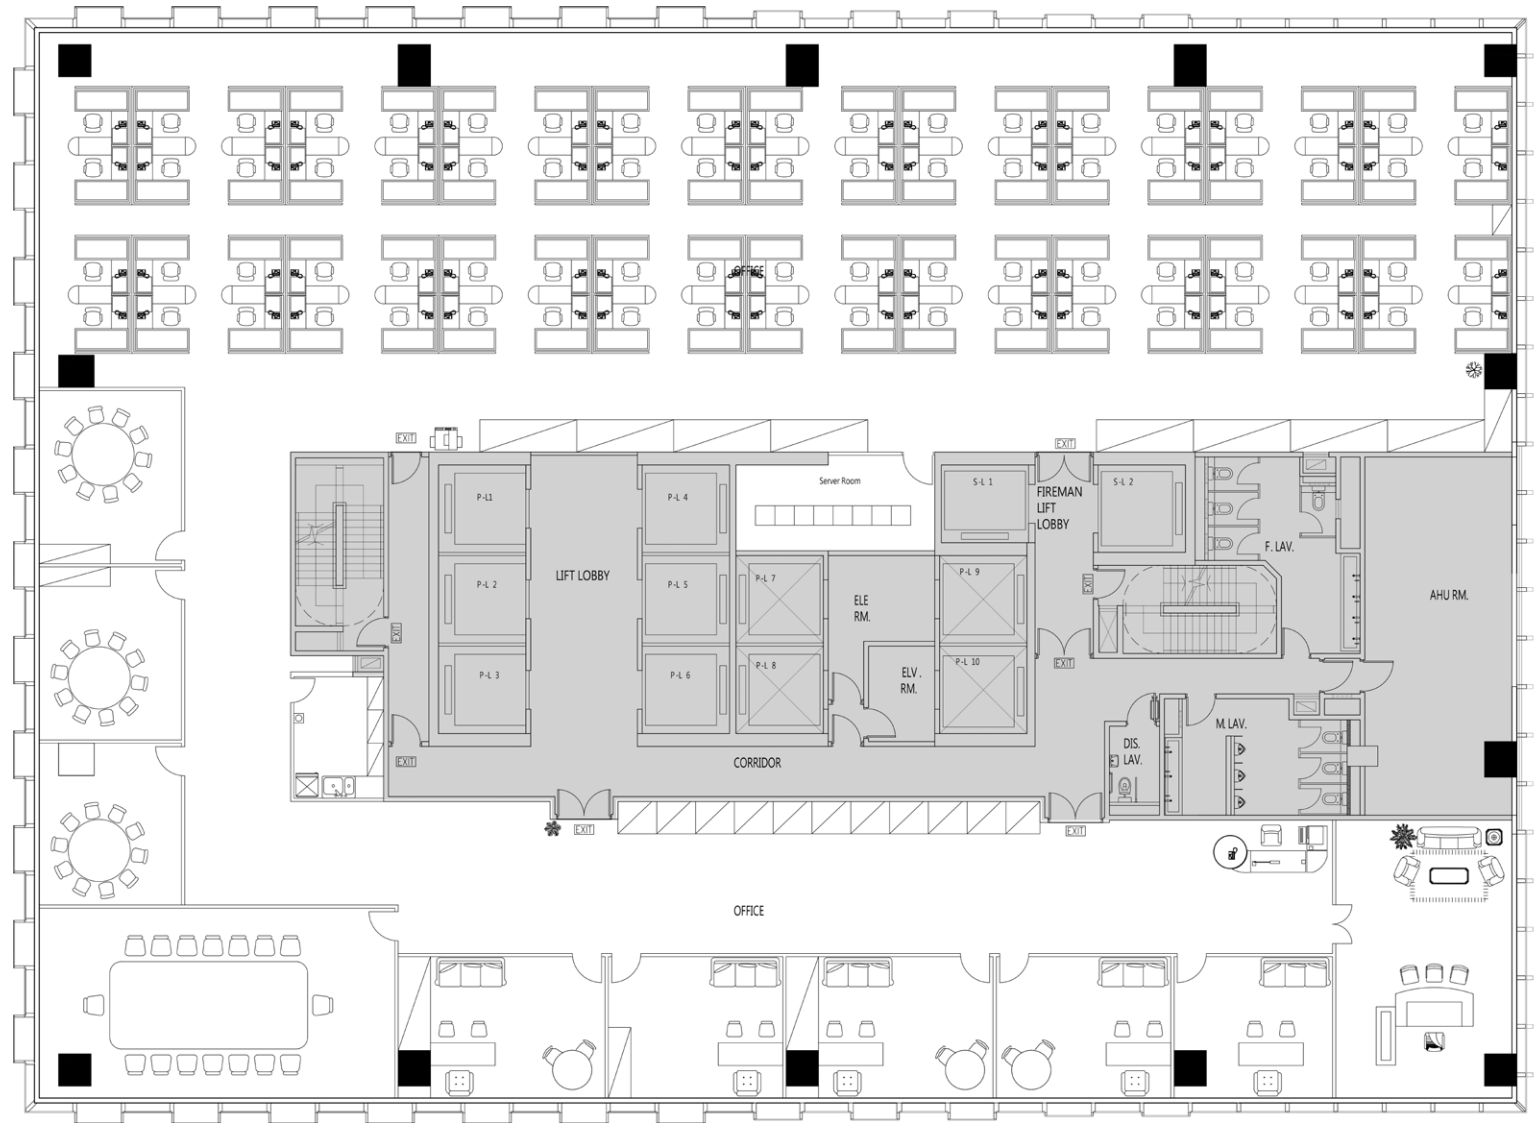 OFFICE
EXIT
EXIT
Server Room
S-L 1
S-L 2
P-L1
P-L 4
FIREMAN
LIFT
LOBBY
F. LAV.
LIFT LOBBY
P-L 2
P-L 5
P-L 7
P-L 9
EXIT
ELE
RM.
AHU RM.
EXIT
P-L 3
P-L 6
P-L 8
ELV .
RM.
P-L 10
EXIT
M. LAV.
DIS.
LAV.
EXIT
CORRIDOR
EXIT
EXIT
OFFICE